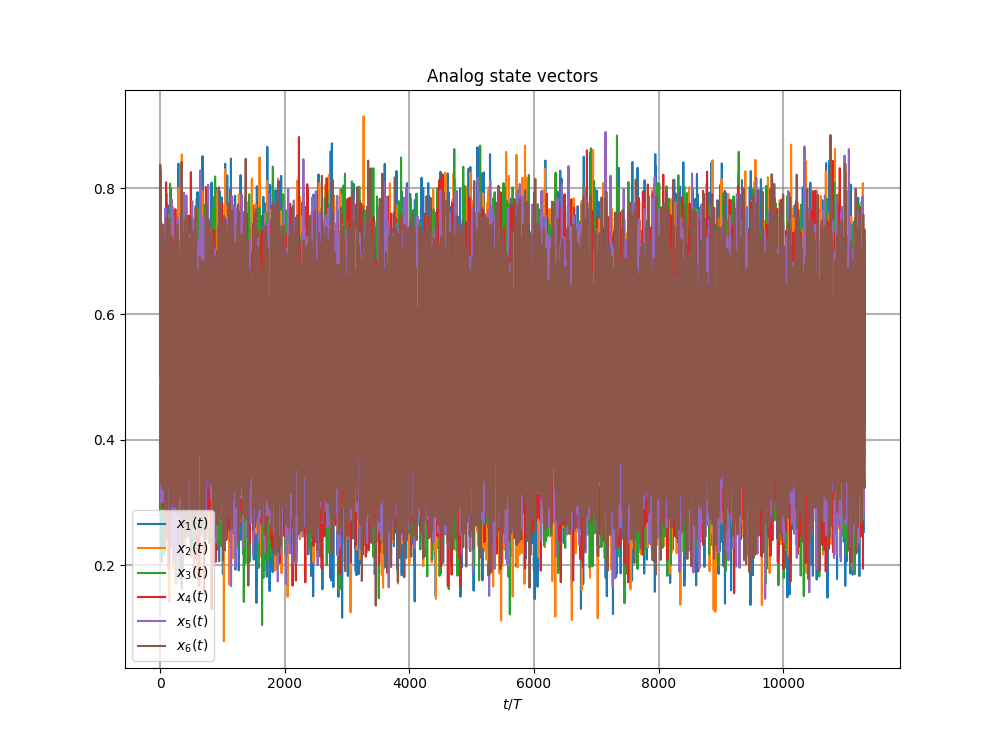 Analog state vectors
0.8
0.6
0.4
0.2
x₁(t)
x₂(t)
x₃(t)
x₄(t)
x₅(t)
x₆(t)
0 2000 4000 6000 8000 10000
t/T